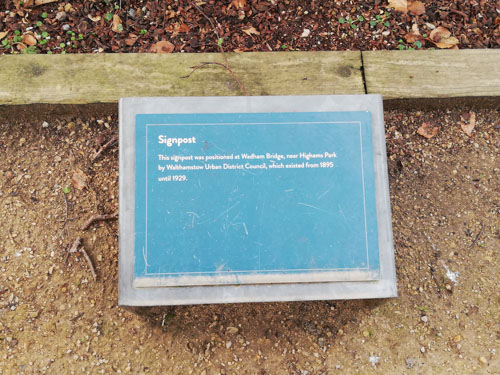 Signpost
This signpost was positioned at Wadham Bridge, near Highams Park
by Walthamstow Urban District Council, which existed from 1895
until 1929.